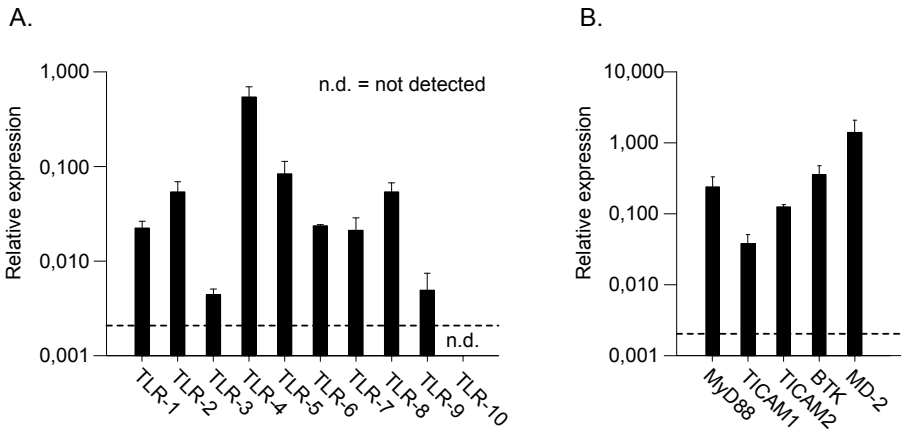 A.
Relative expression
1,000
0,100
0,010
0,001
n.d. = not detected
n.d.
TLR-1
TLR-2
TLR-3
TLR-4
TLR-5
TLR-6
TLR-7
TLR-8
TLR-9
TLR-10
B.
Relative expression
10,000
1,000
0,100
0,010
0,001
MyD88
TICAM1
TICAM2
BTK
MD-2